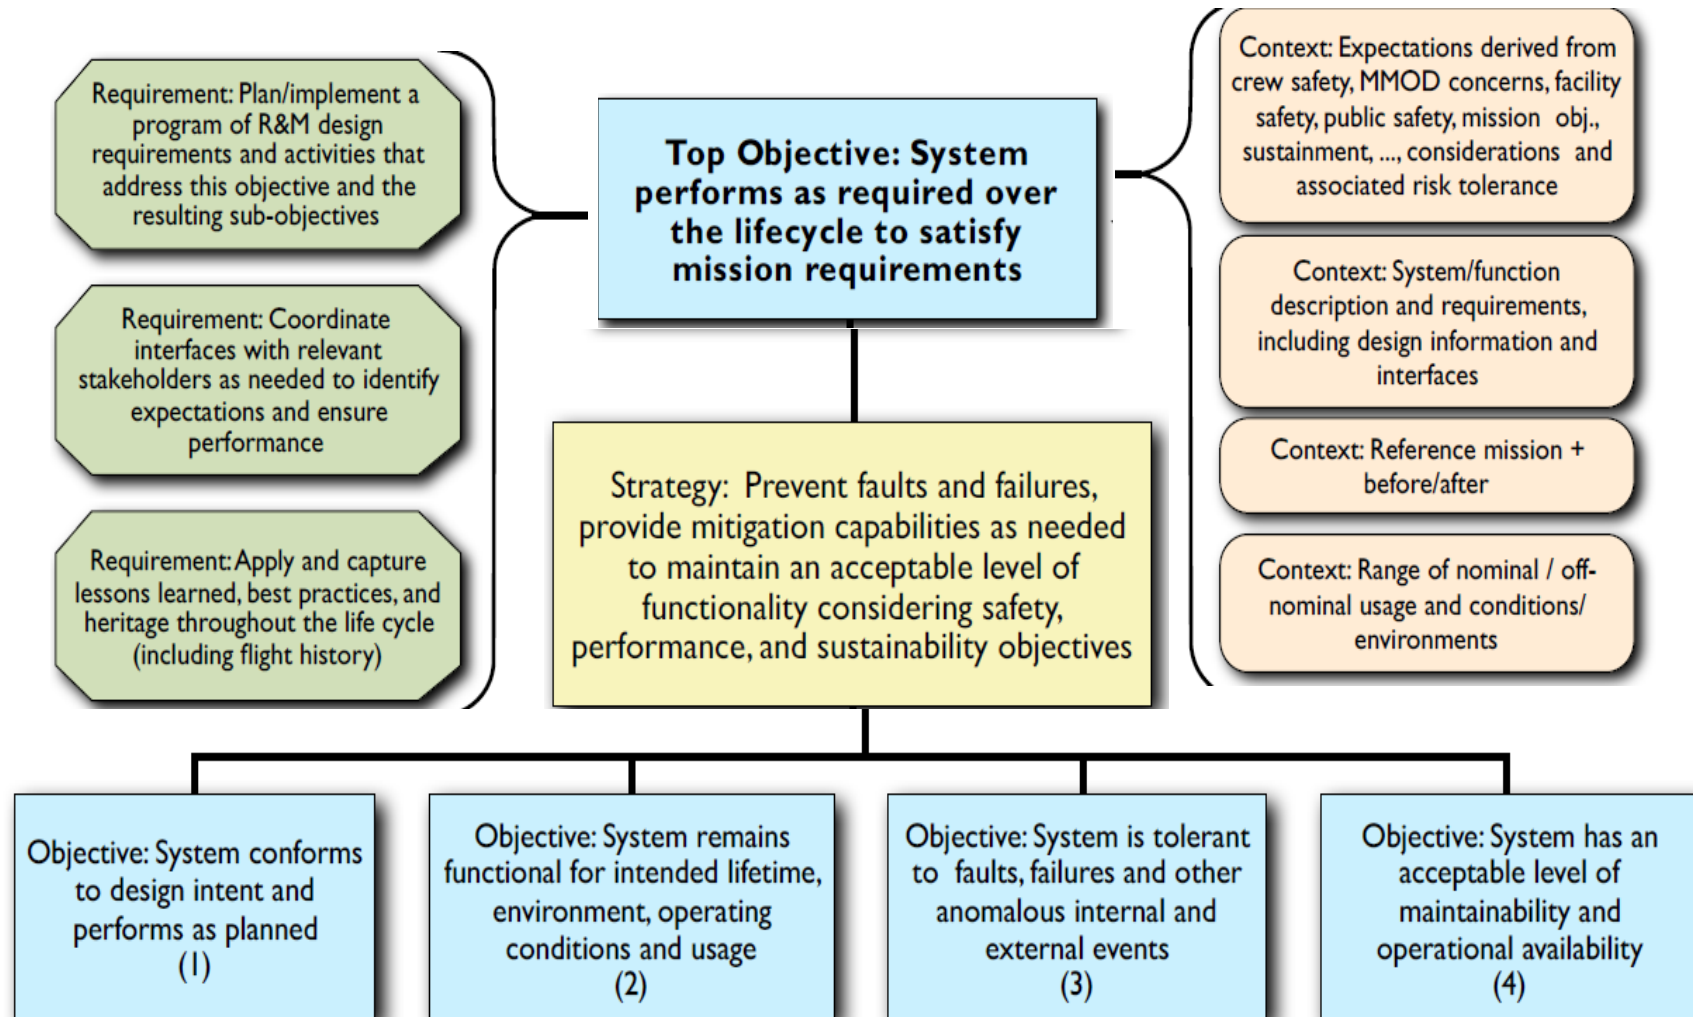 Requirement: Plan/implement a
program of R&M design
requirements and activities that
address this objective and the
resulting sub-objectives
Requirement: Coordinate
interfaces with relevant
stakeholders as needed to identify
expectations and ensure
performance
Requirement: Apply and capture
lessons learned, best practices, and
heritage throughout the life cycle
(including flight history)
Top Objective: System
performs as required over
the lifecycle to satisfy
mission requirements
Strategy: Prevent faults and failures,
provide mitigation capabilities as needed
to maintain an acceptable level of
functionality considering safety,
performance, and sustainability objectives
Context: Expectations derived from
crew safety, MMOD concerns, facility
safety, public safety, mission obj.,
sustainment, ..., considerations and
associated risk tolerance
Context: System/function
description and requirements,
including design information and
interfaces
Context: Reference mission +
before/after
Context: Range of nominal / off-
nominal usage and conditions/
environments
Objective: System conforms
to design intent and
performs as planned
(1)
Objective: System remains
functional for intended lifetime,
environment, operating
conditions and usage
(2)
Objective: System is tolerant
to faults, failures and other
anomalous internal and
external events
(3)
Objective: System has an
acceptable level of
maintainability and
operational availability
(4)